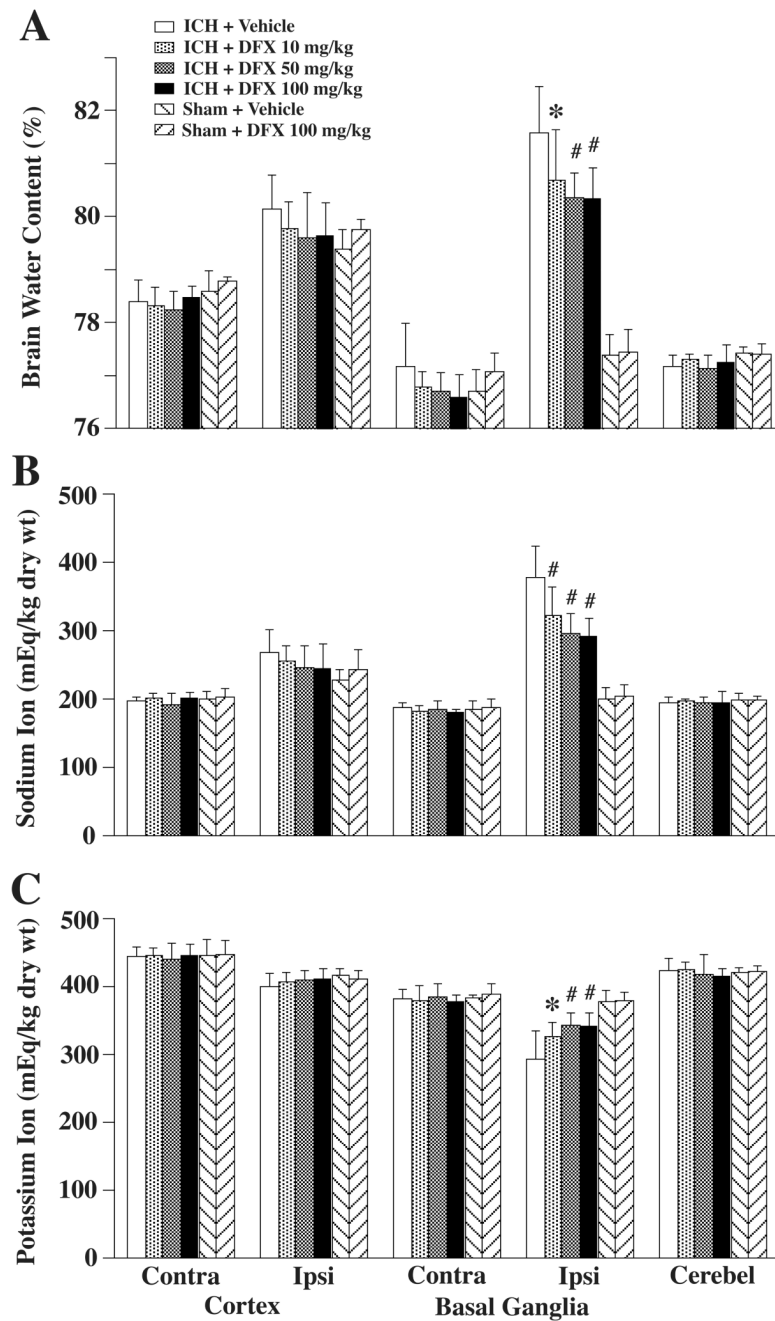 A
ICH + Vehicle
ICH + DFX 10 mg/kg
ICH + DFX 50 mg/kg
ICH + DFX 100 mg/kg
Sham + Vehicle
Sham + DFX 100 mg/kg
Brain Water Content (%)
82
80
78
76
* # #
B
Sodium Ion (mEq/kg dry wt)
500
400
300
200
100
0
# # #
C
Potassium Ion (mEq/kg dry wt)
500
400
300
200
100
0
* # #
Contra Ipsi Contra Ipsi Cerebel
Cortex Basal Ganglia